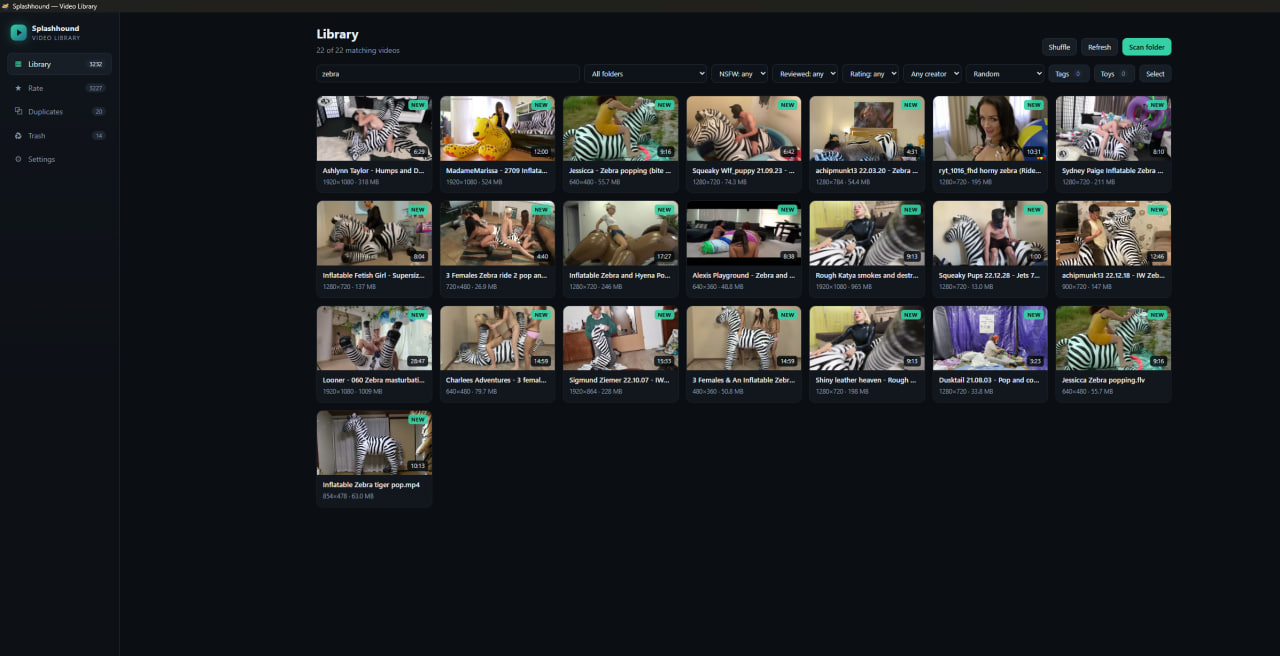 Splashhound — Video Library
Splashhound
VIDEO LIBRARY
Library 3232
Rate 3227
Duplicates 20
Trash 14
Settings
Library
22 of 22 matching videos
Shuffle Refresh Scan folder
zebra All folders NSFW: any Reviewed: any Rating: any Any creator Random Tags 0 Toys 0 Select
NEW NEW NEW NEW NEW NEW NEW
6:29 12:00 9:16 6:42 4:31 10:31 8:10
Ashlynn Taylor - Humps and D... MadameMarissa - 2709 Inflata... Jessicca - Zebra popping (bite ... Squeaky Wlf_puppy 21.09.23 - ... achipmunk13 22.03.20 - Zebra ... ryt_1016_fhd horny zebra (Ride... Sydney Paige Inflatable Zebra ...
1920×1080 · 318 MB 1920×1080 · 524 MB 640×480 · 55.7 MB 1280×720 · 74.3 MB 1280×784 · 54.4 MB 1280×720 · 195 MB 1280×720 · 211 MB
NEW NEW NEW NEW NEW NEW NEW
8:04 4:40 17:27 8:38 9:13 1:00 12:46
Inflatable Fetish Girl - Supersiz... 3 Females Zebra ride 2 pop an... Inflatable Zebra and Hyena Po... Alexis Playground - Zebra and ... Rough Katya smokes and destr... Squeaky Pups 22.12.28 - Jets 7... achipmunk13 22.12.18 - IW Zeb...
1280×720 · 137 MB 720×480 · 26.9 MB 1280×720 · 246 MB 640×360 · 48.8 MB 1920×1080 · 965 MB 1280×720 · 13.0 MB 900×720 · 147 MB
NEW NEW NEW NEW NEW NEW NEW
28:47 14:59 15:53 14:59 9:13 3:23 9:16
Looner - 060 Zebra masturbati... Charlees Adventures - 3 femal... Sigmund Ziemer 22.10.07 - IW... 3 Females & An Inflatable Zebr... Shiny leather heaven - Rough ... Dusktail 21.08.03 - Pop and co... Jessicca Zebra popping.flv
1920×1080 · 1009 MB 640×480 · 79.7 MB 1920×864 · 228 MB 480×360 · 50.8 MB 1280×720 · 198 MB 1280×720 · 33.8 MB 640×480 · 55.7 MB
NEW
10:13
Inflatable Zebra tiger pop.mp4
854×478 · 63.0 MB